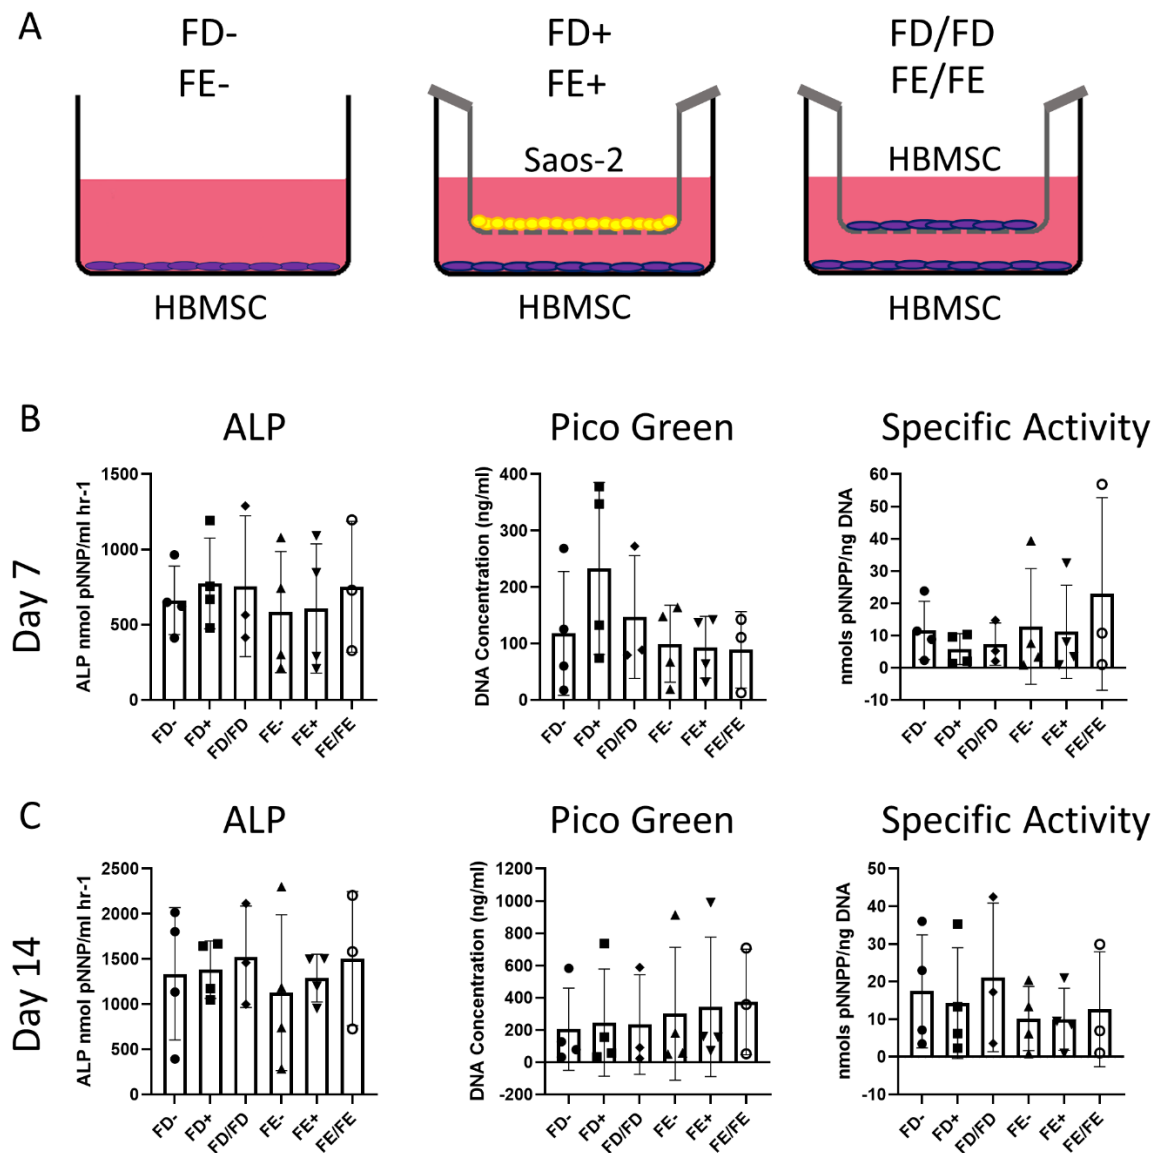 A
FD-
FE-
FD+
FE+
FD/FD
FE/FE
Saos-2
HBMSC
HBMSC
HBMSC
HBMSC
B
Day 7
ALP
ALP nmol pNNP/ml hr-1
1500
1000
500
0
FD-
FD+
FD/FD
FE-
FE+
FE/FE
Pico Green
DNA Concentration (ng/ml)
400
300
200
100
0
FD-
FD+
FD/FD
FE-
FE+
FE/FE
Specific Activity
nmols pNNPP/ng DNA
60
50
40
30
20
10
0
-10
FD-
FD+
FD/FD
FE-
FE+
FE/FE
C
Day 14
ALP
ALP nmol pNNP/ml hr-1
2500
2000
1500
1000
500
0
FD-
FD+
FD/FD
FE-
FE+
FE/FE
Pico Green
DNA Concentration (ng/ml)
1200
1000
800
600
400
200
0
-200
FD-
FD+
FD/FD
FE-
FE+
FE/FE
Specific Activity
nmols pNNPP/ng DNA
50
40
30
20
10
0
-10
FD-
FD+
FD/FD
FE-
FE+
FE/FE